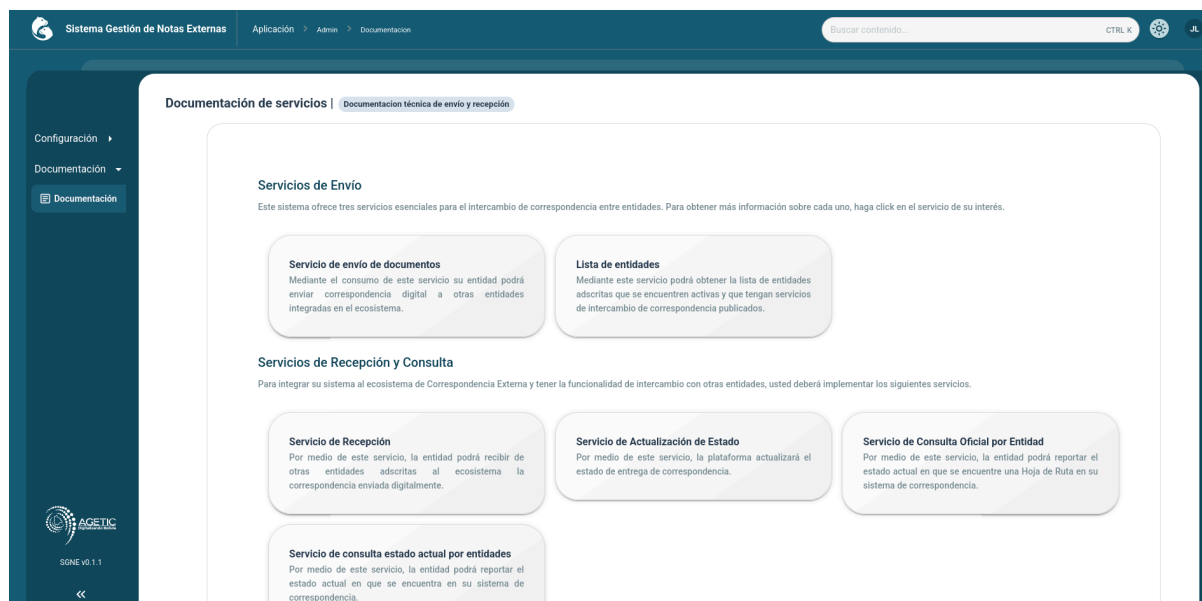 Sistema Gestión de Notas Externas
Aplicación > Admin > Documentacion
Buscar contenido...
CTRL K
JL
Configuración
Documentación
Documentación
AGETIC
SGNE v0.1.1
Documentación de servicios | Documentacion técnica de envío y recepción
Servicios de Envío
Este sistema ofrece tres servicios esenciales para el intercambio de correspondencia entre entidades. Para obtener más información sobre cada uno, haga click en el servicio de su interés.
Servicio de envío de documentos
Mediante el consumo de este servicio su entidad podrá
enviar correspondencia digital a otras entidades
integradas en el ecosistema.
Lista de entidades
Mediante este servicio podrá obtener la lista de entidades
adscritas que se encuentren activas y que tengan servicios
de intercambio de correspondencia publicados.
Servicios de Recepción y Consulta
Para integrar su sistema al ecosistema de Correspondencia Externa y tener la funcionalidad de intercambio con otras entidades, usted deberá implementar los siguientes servicios.
Servicio de Recepción
Por medio de este servicio, la entidad podrá recibir de
otras entidades adscritas al ecosistema la
correspondencia enviada digitalmente.
Servicio de Actualización de Estado
Por medio de este servicio, la plataforma actualizará el
estado de entrega de correspondencia.
Servicio de Consulta Oficial por Entidad
Por medio de este servicio, la entidad podrá reportar el
estado actual en que se encuentre una Hoja de Ruta en su
sistema de correspondencia.
Servicio de consulta estado actual por entidades
Por medio de este servicio, la entidad podrá reportar el
estado actual en que se encuentra en su sistema de
correspondencia.